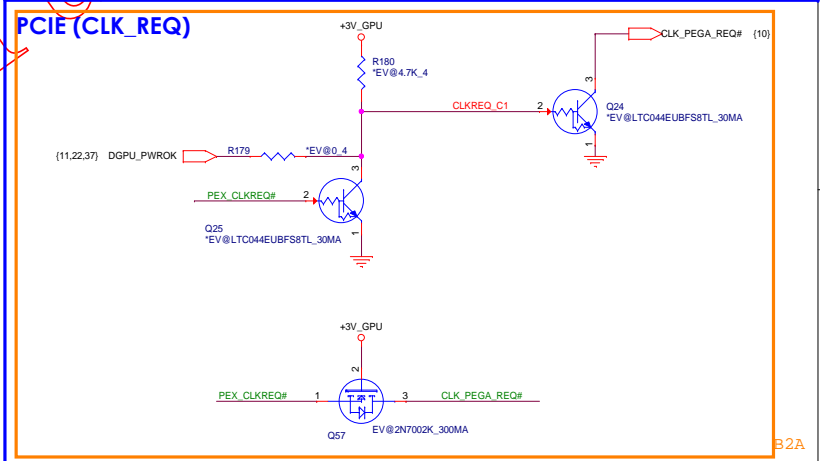 PCIE (CLK_REQ)
+3V_GPU
R180
*EV@4.7K_4
CLK_PEGA_REQ# {10}
3
CLKREQ_C1 2
Q24
*EV@LTC044EUBFS8TL_30MA
1
{11,22,37} DGPU_PWROK R179 *EV@0_4
3
PEX_CLKREQ# 2
Q25
*EV@LTC044EUBFS8TL_30MA
1
+3V_GPU
2
PEX_CLKREQ# 1 3 CLK_PEGA_REQ#
Q57 EV@2N7002K_300MA
B2A